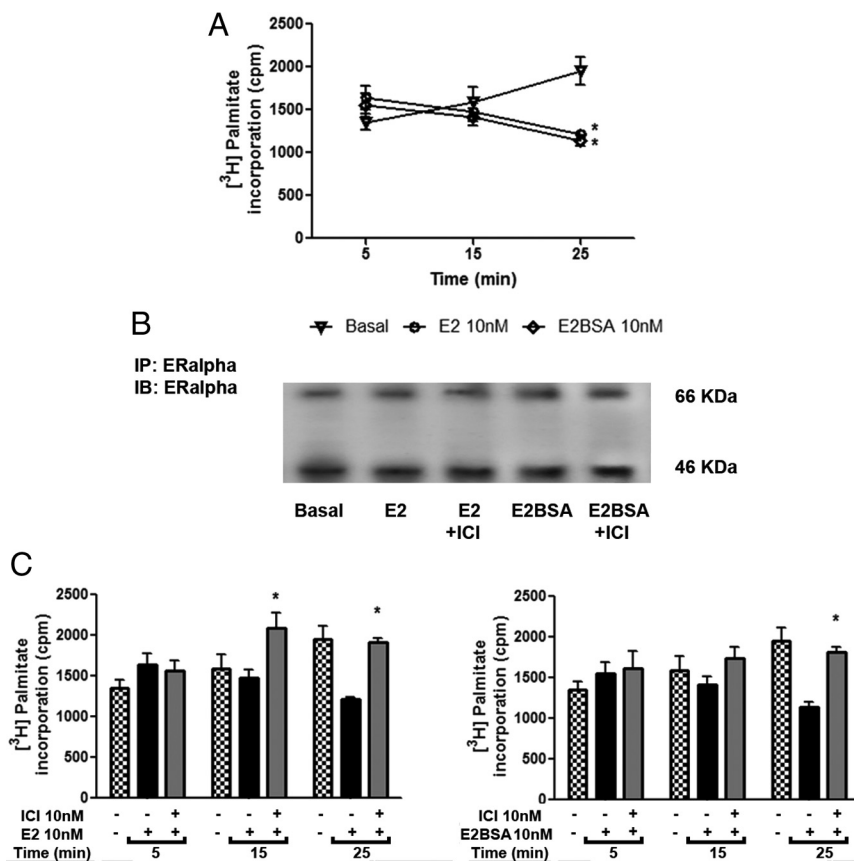 A
2500
2000
1500
1000
500
0
[3H] Palmitate
incorporation (cpm)
5 15 25
Time (min)
* *
Basal E2 10nM E2BSA 10nM
B
IP: ERalpha
IB: ERalpha
66 KDa
46 KDa
Basal E2 E2 +ICI E2BSA E2BSA +ICI
C
2500
2000
1500
1000
500
0
[3H] Palmitate
incorporation (cpm)
* *
ICI 10nM - - + - - + - - +
E2 10nM - + + - + + - + +
Time (min) 5 15 25
2500
2000
1500
1000
500
0
[3H] Palmitate
incorporation (cpm)
*
ICI 10nM - - + - - + - - +
E2BSA 10nM - + + - + + - + +
Time (min) 5 15 25